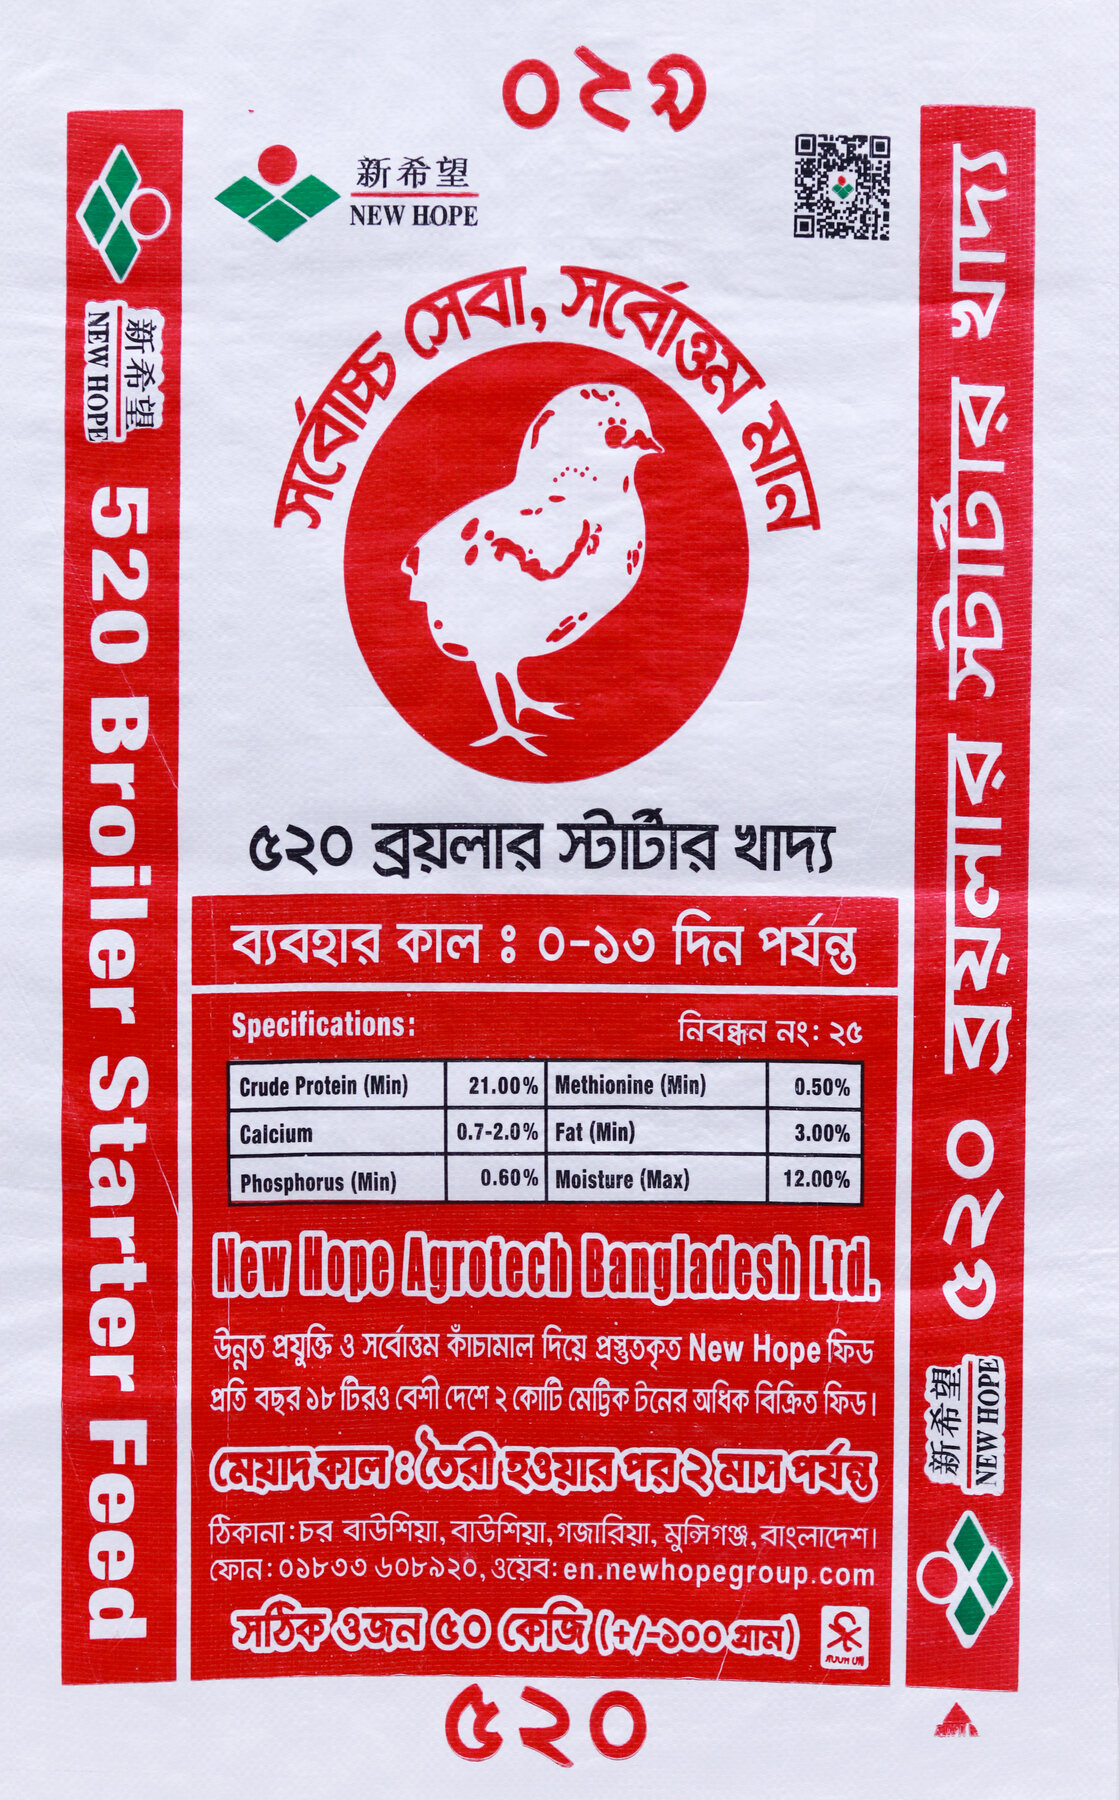 ৫২০
新希望
NEW HOPE
সর্বোচ্চ সেবা, সর্বোত্তম মান
৫২০ ব্রয়লার স্টার্টার খাদ্য
ব্যবহার কাল : ০-১৩ দিন পর্যন্ত
Specifications:
নিবন্ধন নং: ২৫
Crude Protein (Min) 21.00% Methionine (Min) 0.50%
Calcium 0.7-2.0% Fat (Min) 3.00%
Phosphorus (Min) 0.60% Moisture (Max) 12.00%
New Hope Agrotech Bangladesh Ltd.
উন্নত প্রযুক্তি ও সর্বোত্তম কাঁচামাল দিয়ে প্রস্তুতকৃত New Hope ফিড
প্রতি বছর ১৮ টিরও বেশী দেশে ২ কোটি মেট্রিক টনের অধিক বিক্রিত ফিড।
মেয়াদ কাল : তৈরী হওয়ার পর ২ মাস পর্যন্ত
ঠিকানা: চর বাউশিয়া, বাউশিয়া, গজারিয়া, মুন্সিগঞ্জ, বাংলাদেশ।
ফোন: ০১৮৩৩ ৬০৮৯২০, ওয়েব: en.newhopegroup.com
সঠিক ওজন ৫০ কেজি (+/-১০০ গ্রাম)
৫২০
新希望
NEW HOPE
520 Broiler Starter Feed
৫২০ ব্রয়লার স্টার্টার খাদ্য
新希望
NEW HOPE